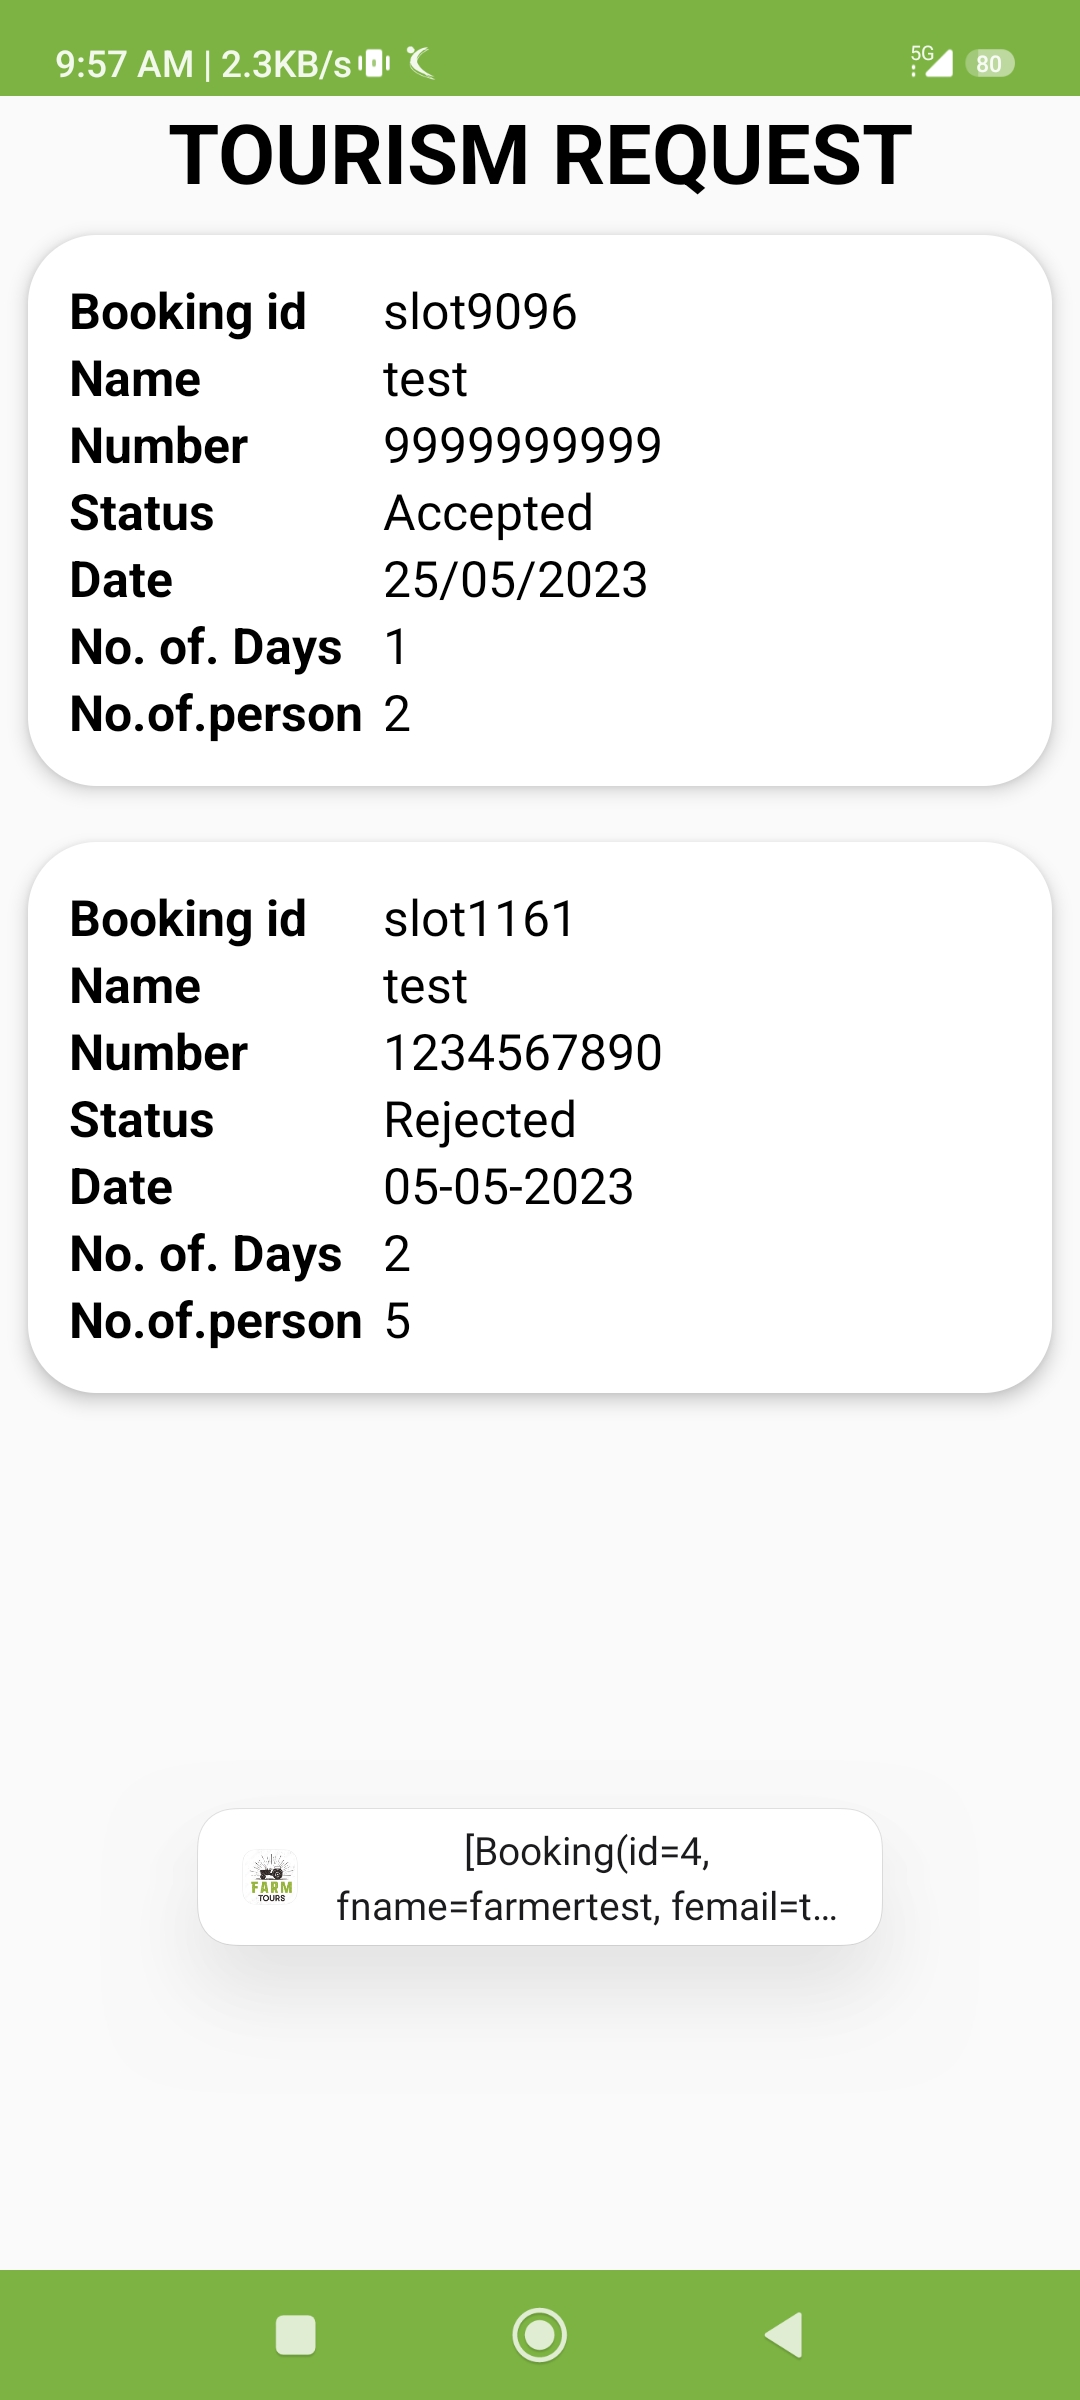 9:57 AM | 2.3KB/s
5G
80
TOURISM REQUEST
Booking id slot9096
Name test
Number 9999999999
Status Accepted
Date 25/05/2023
No. of. Days 1
No.of.person 2
Booking id slot1161
Name test
Number 1234567890
Status Rejected
Date 05-05-2023
No. of. Days 2
No.of.person 5
FARM
TOURS
[Booking(id=4,
fname=farmertest, femail=t...